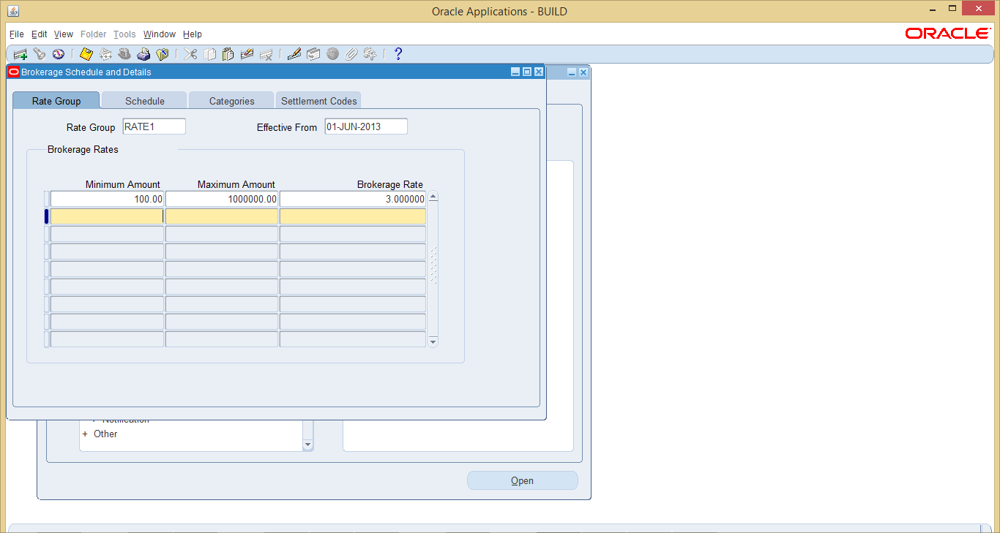 Oracle Applications - BUILD
File Edit View Folder Tools Window Help
ORACLE
Brokerage Schedule and Details
Rate Group Schedule Categories Settlement Codes
Rate Group RATE1 Effective From 01-JUN-2013
Brokerage Rates
Minimum Amount Maximum Amount Brokerage Rate
100.00 1000000.00 3.000000
+ Notification
+ Other
Open